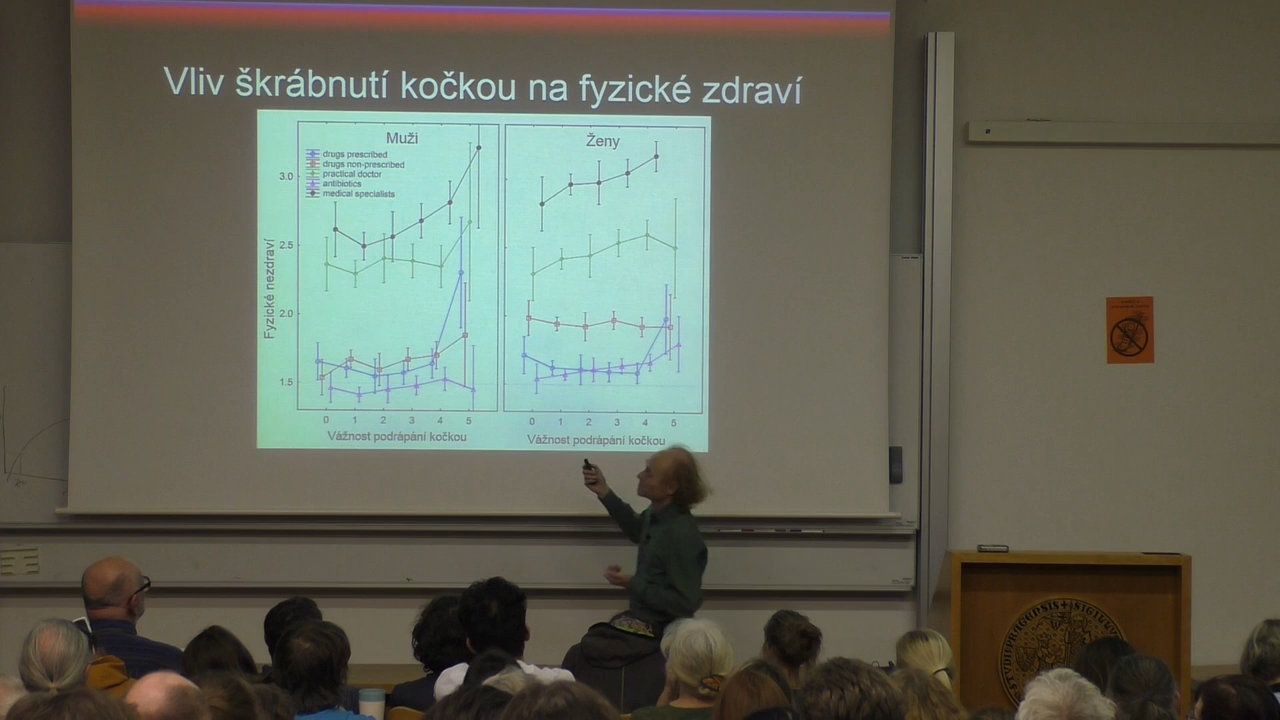 Vliv škrábnutí kočkou na fyzické zdraví
Muži
Ženy
drugs prescribed
drugs non-prescribed
practical doctor
antibiotics
medical specialists
Fyzické nezdraví
3.0
2.5
2.0
1.5
0 1 2 3 4 5
0 1 2 3 4 5
Vážnost podrápání kočkou
Vážnost podrápání kočkou